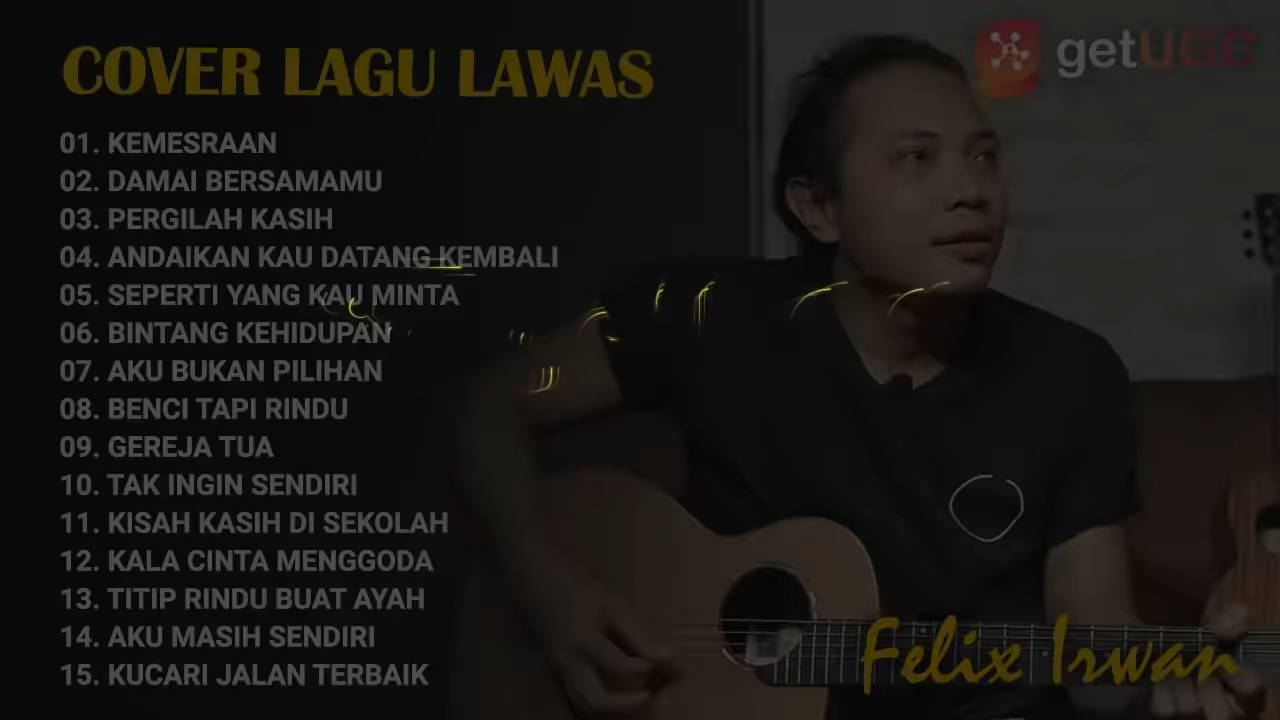 COVER LAGU LAWAS
getUGC
01. KEMESRAAN
02. DAMAI BERSAMAMU
03. PERGILAH KASIH
04. ANDAIKAN KAU DATANG KEMBALI
05. SEPERTI YANG KAU MINTA
06. BINTANG KEHIDUPAN
07. AKU BUKAN PILIHAN
08. BENCI TAPI RINDU
09. GEREJA TUA
10. TAK INGIN SENDIRI
11. KISAH KASIH DI SEKOLAH
12. KALA CINTA MENGGODA
13. TITIP RINDU BUAT AYAH
14. AKU MASIH SENDIRI
15. KUCARI JALAN TERBAIK
Felix Irwan